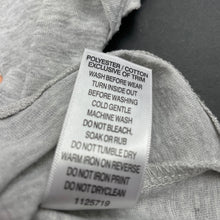 POLYESTER / COTTON
EXCLUSIVE OF TRIM
WASH BEFORE WEAR
TURN INSIDE OUT
BEFORE WASHING
COLD GENTLE
MACHINE WASH
DO NOT BLEACH.
SOAK OR RUB
DO NOT TUMBLE DRY
WARM IRON ON REVERSE
DO NOT IRON PRINT
DO NOT DRYCLEAN
1125719